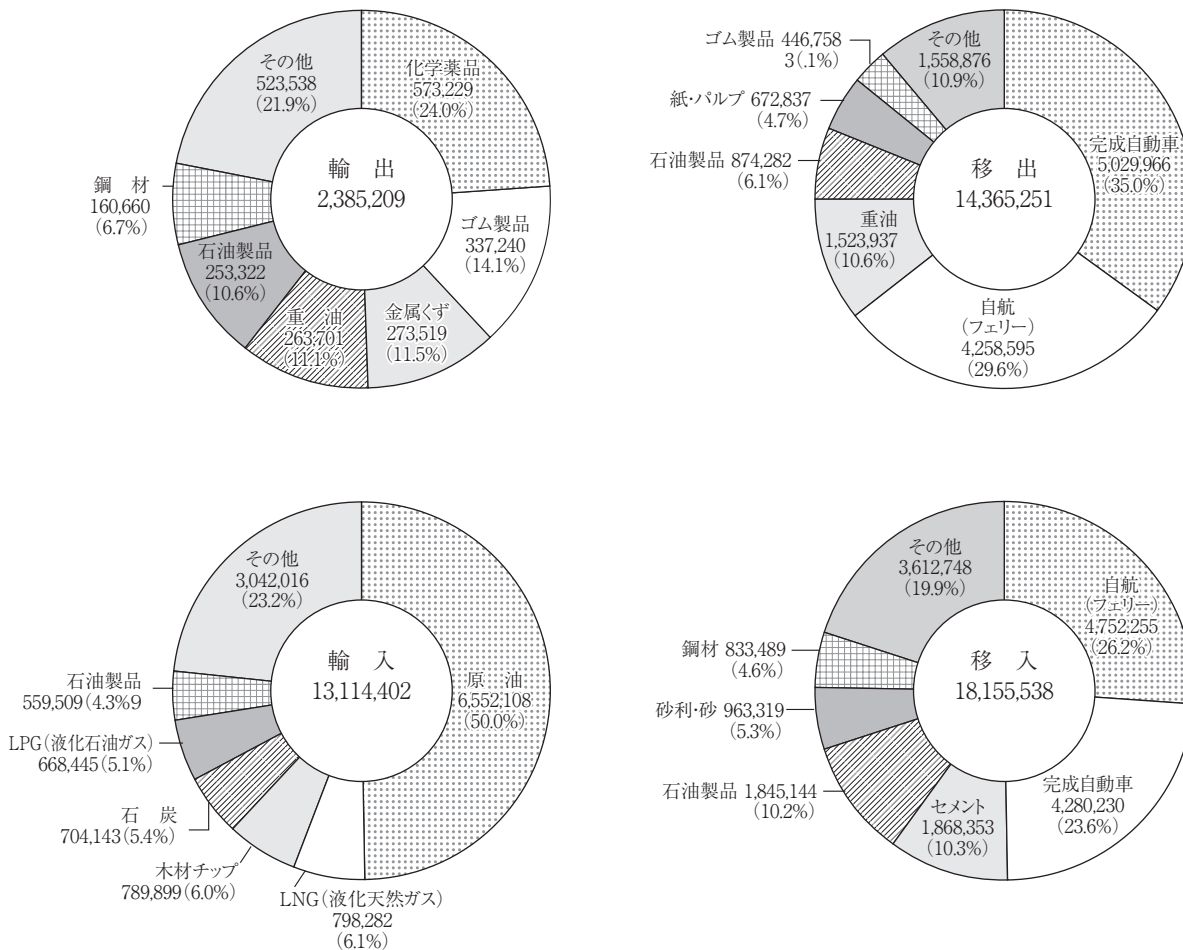 輸　出
2,385,209
化学薬品
573,229
(24.0%)
ゴム製品
337,240
(14.1%)
金属くず
273,519
(11.5%)
重　油
263,701
(11.1%)
石油製品
253,322
(10.6%)
鋼　材
160,660
(6.7%)
その他
523,538
(21.9%)
移　出
14,365,251
完成自動車
5,029,966
(35.0%)
自航
(フェリー)
4,258,595
(29.6%)
重油
1,523,937
(10.6%)
石油製品 874,282
(6.1%)
紙・パルプ 672,837
(4.7%)
ゴム製品 446,758
3(.1%)
その他
1,558,876
(10.9%)
輸　入
13,114,402
原　油
6,552,108
(50.0%)
LNG(液化天然ガス)
798,282
(6.1%)
木材チップ
789,899(6.0%)
石　炭
704,143(5.4%)
LPG(液化石油ガス)
668,445(5.1%)
石油製品
559,509(4.3%9
その他
3,042,016
(23.2%)
移　入
18,155,538
自航
(フェリー)
4,752,255
(26.2%)
完成自動車
4,280,230
(23.6%)
セメント
1,868,353
(10.3%)
石油製品 1,845,144
(10.2%)
砂利・砂 963,319
(5.3%)
鋼材 833,489
(4.6%)
その他
3,612,748
(19.9%)